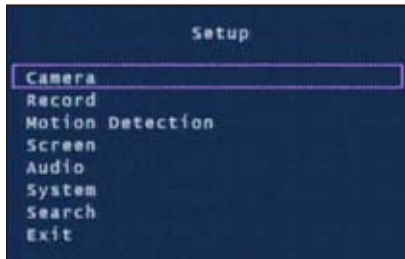 Setup
Camera
Record
Motion Detection
Screen
Audio
System
Search
Exit